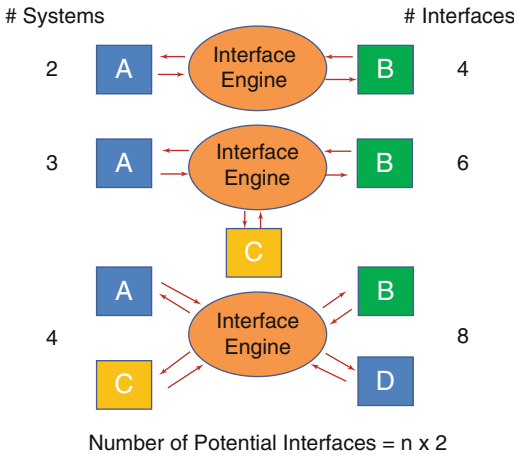 # Systems # Interfaces
2 A Interface Engine B 4
3 A Interface Engine B 6
C
A B
4 Interface Engine 8
C D
Number of Potential Interfaces = n x 2